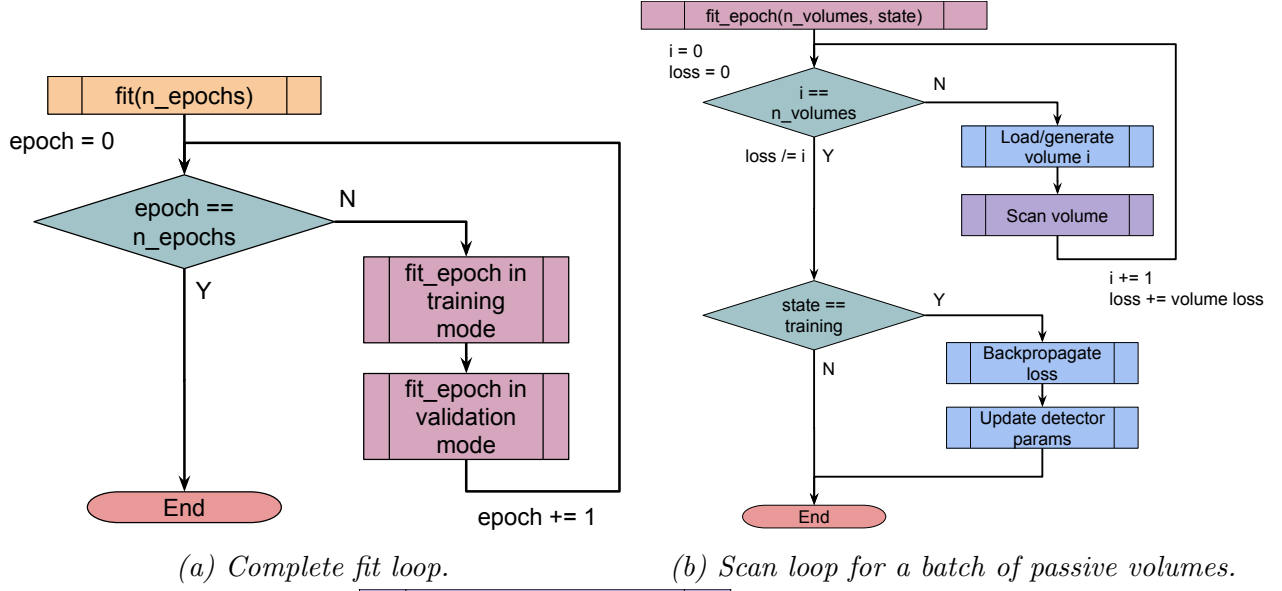 fit(n_epochs)
epoch = 0
epoch ==
n_epochs
N
Y
fit_epoch in
training
mode
fit_epoch in
validation
mode
epoch += 1
End
(a) Complete fit loop.
fit_epoch(n_volumes, state)
i = 0
loss = 0
i ==
n_volumes
N
loss /= i
Y
Load/generate
volume i
Scan volume
i += 1
loss += volume loss
state ==
training
Y
N
Backpropagate
loss
Update detector
params
End
(b) Scan loop for a batch of passive volumes.